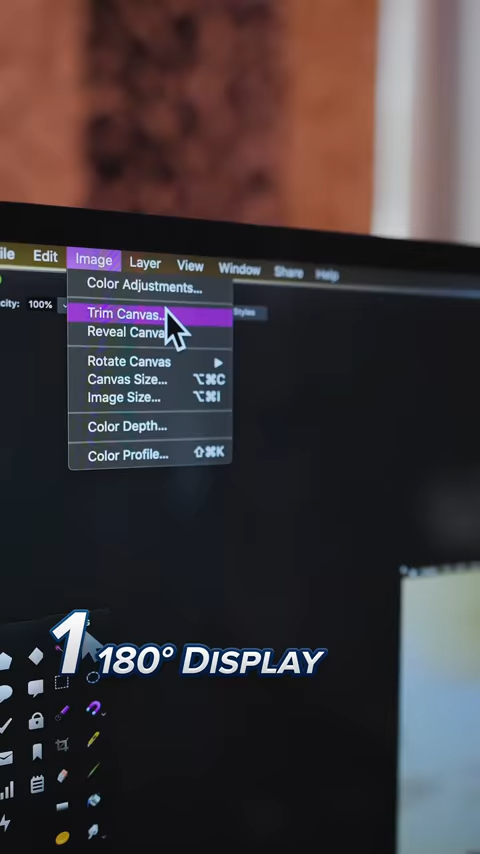 ile Edit Image Layer View Window Share Help
city: 100%
Styles
Color Adjustments...
Trim Canvas...
Reveal Canva
Rotate Canvas
Canvas Size... ⌥⌘C
Image Size... ⌥⌘I
Color Depth...
Color Profile... ⇧⌘K
1 180° DISPLAY